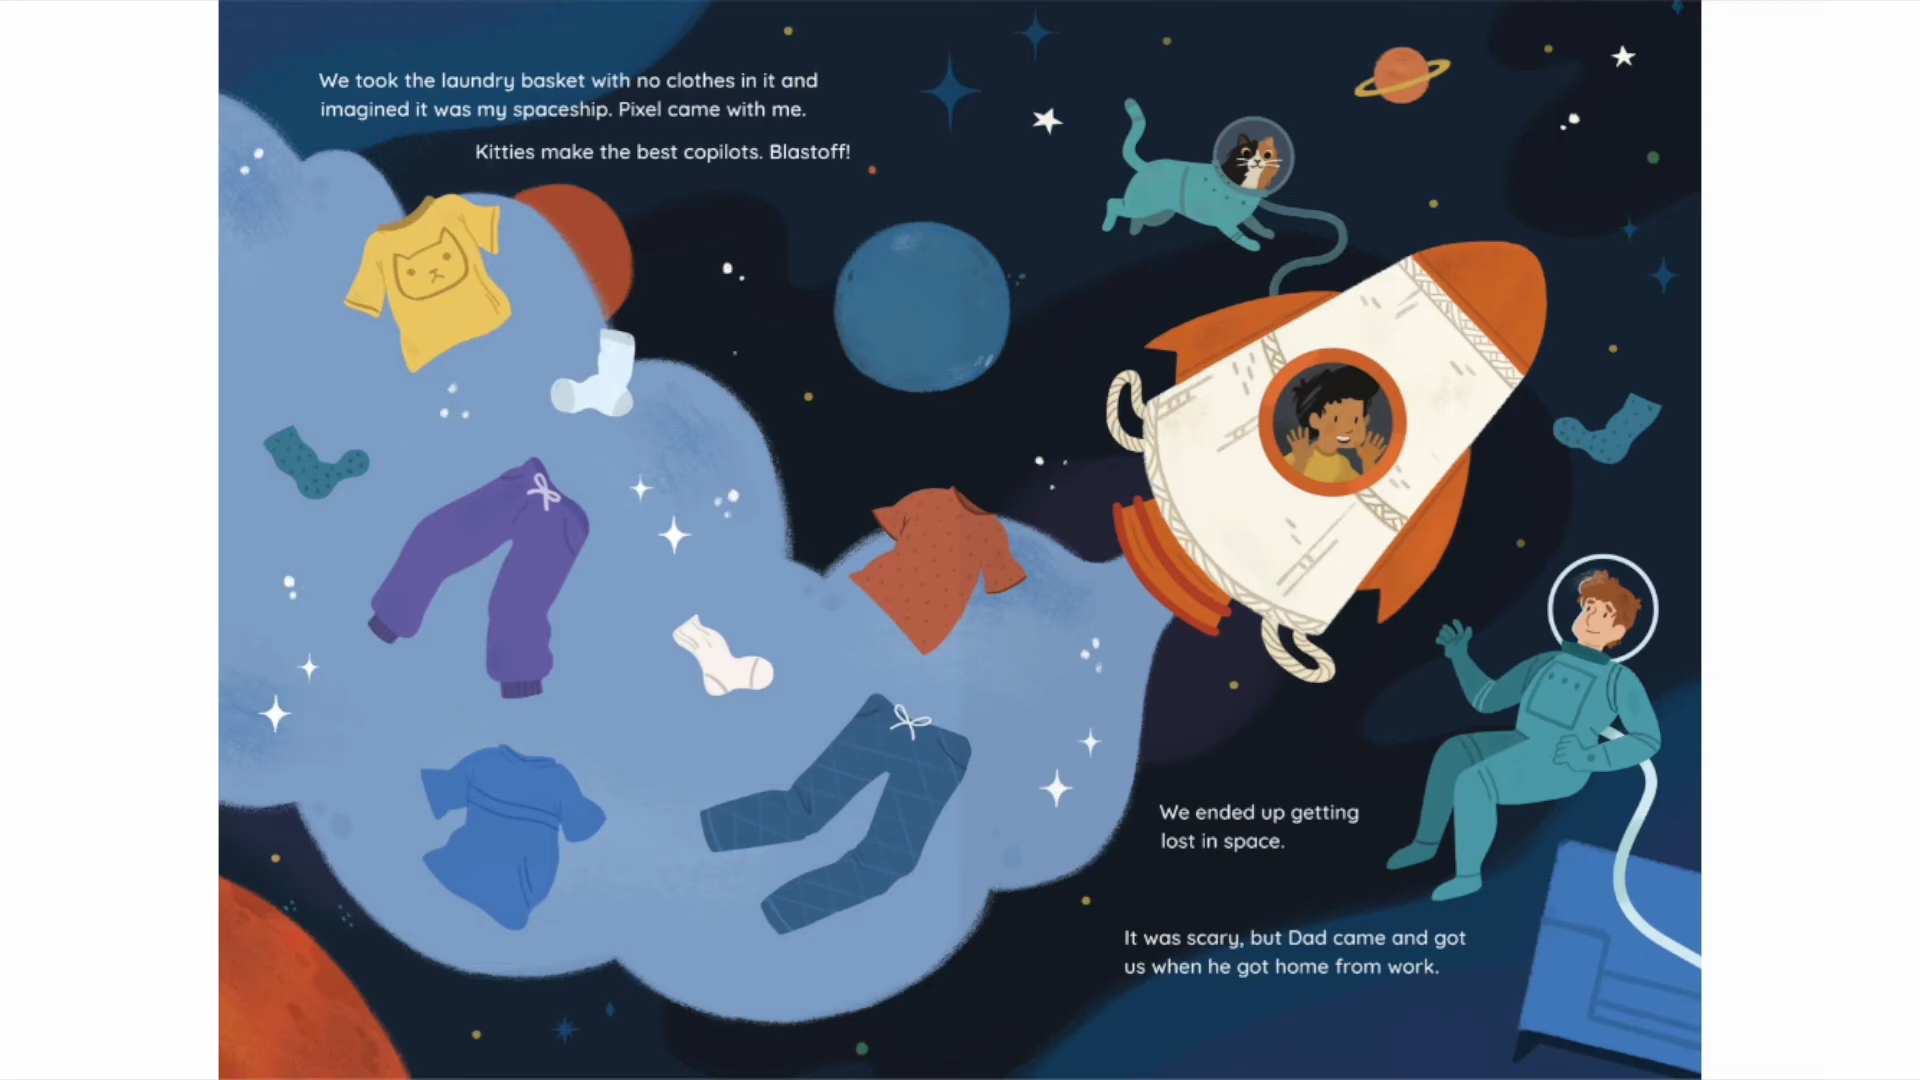 We took the laundry basket with no clothes in it and
imagined it was my spaceship. Pixel came with me.
Kitties make the best copilots. Blastoff!
We ended up getting
lost in space.
It was scary, but Dad came and got
us when he got home from work.